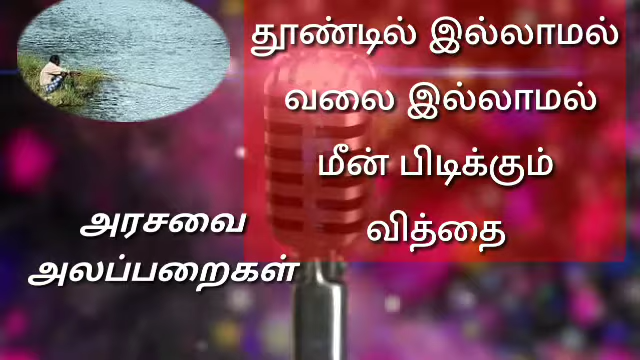 தூண்டில் இல்லாமல்
வலை இல்லாமல்
மீன் பிடிக்கும்
வித்தை
அரசவை
அலப்பறைகள்